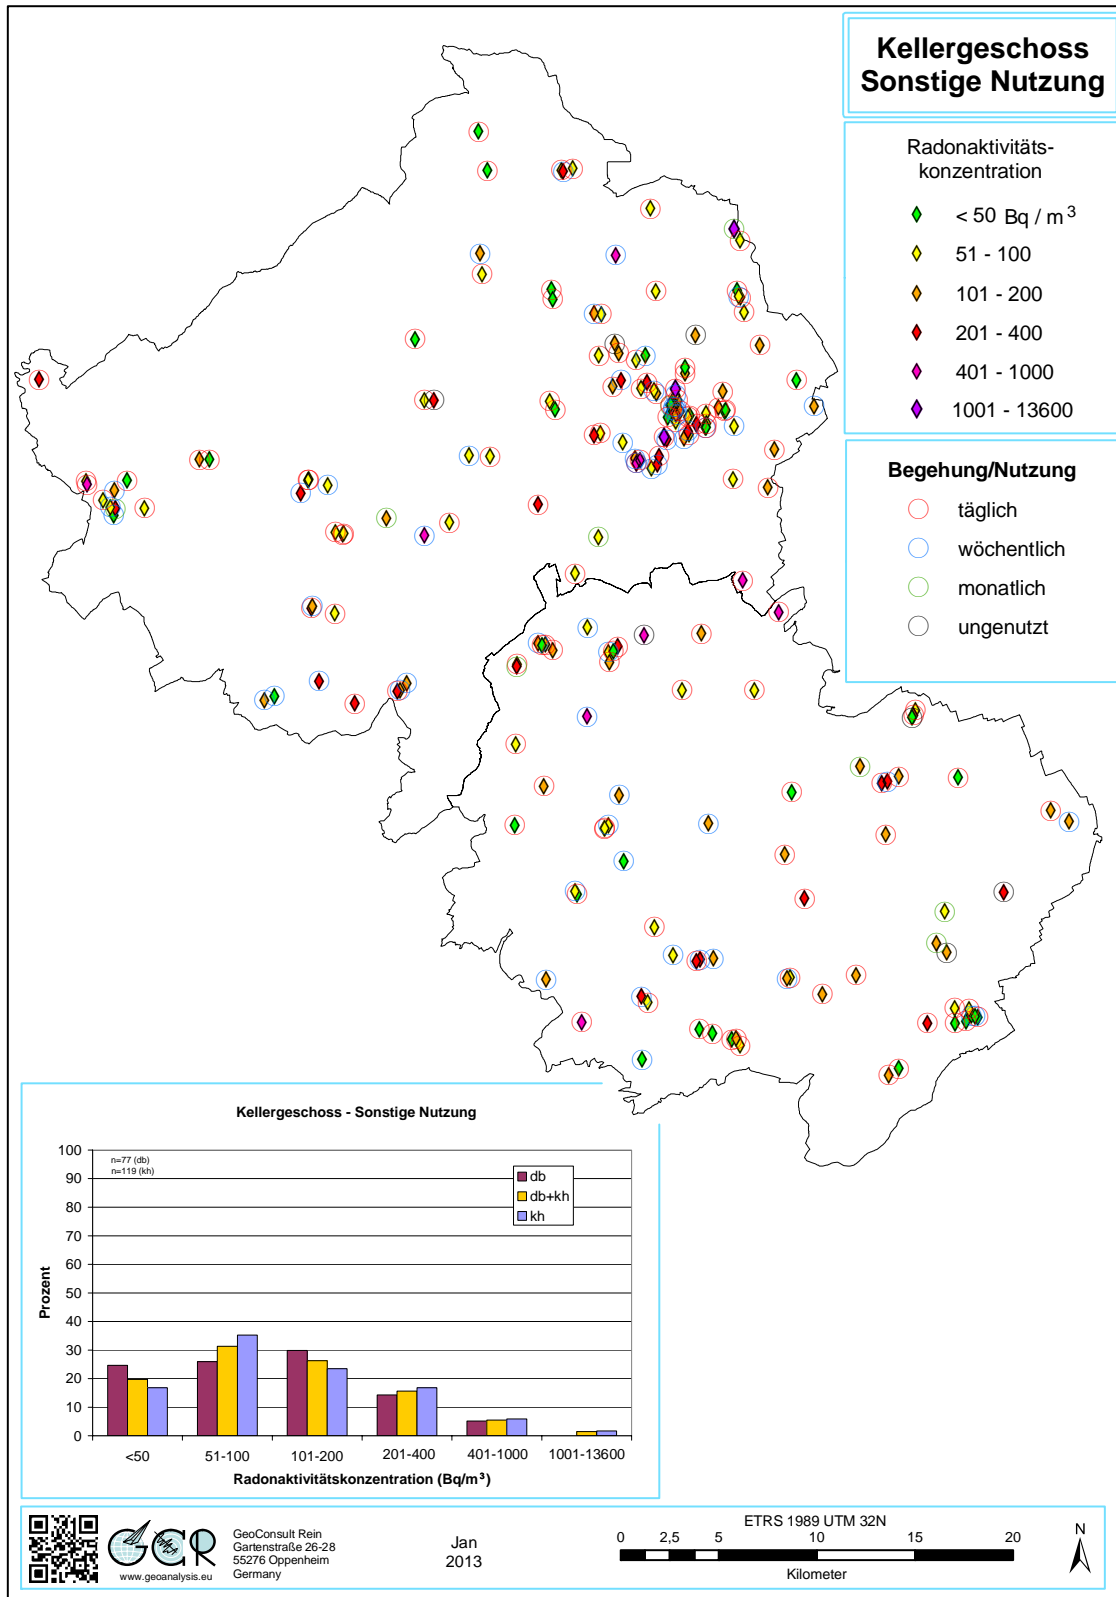 Kellergeschoss
Sonstige Nutzung
Radonaktivitäts-
konzentration
< 50 Bq / m³
51 - 100
101 - 200
201 - 400
401 - 1000
1001 - 13600
Begehung/Nutzung
täglich
wöchentlich
monatlich
ungenutzt
Kellergeschoss - Sonstige Nutzung
n=77 (db)
n=119 (kh)
db
db+kh
kh
100
90
80
70
60
50
40
30
20
10
0
Prozent
<50 51-100 101-200 201-400 401-1000 1001-13600
Radonaktivitätskonzentration (Bq/m³)
GCR
www.geoanalysis.eu
GeoConsult Rein
Gartenstraße 26-28
55276 Oppenheim
Germany
Jan
2013
ETRS 1989 UTM 32N
0 2,5 5 10 15 20
Kilometer
N